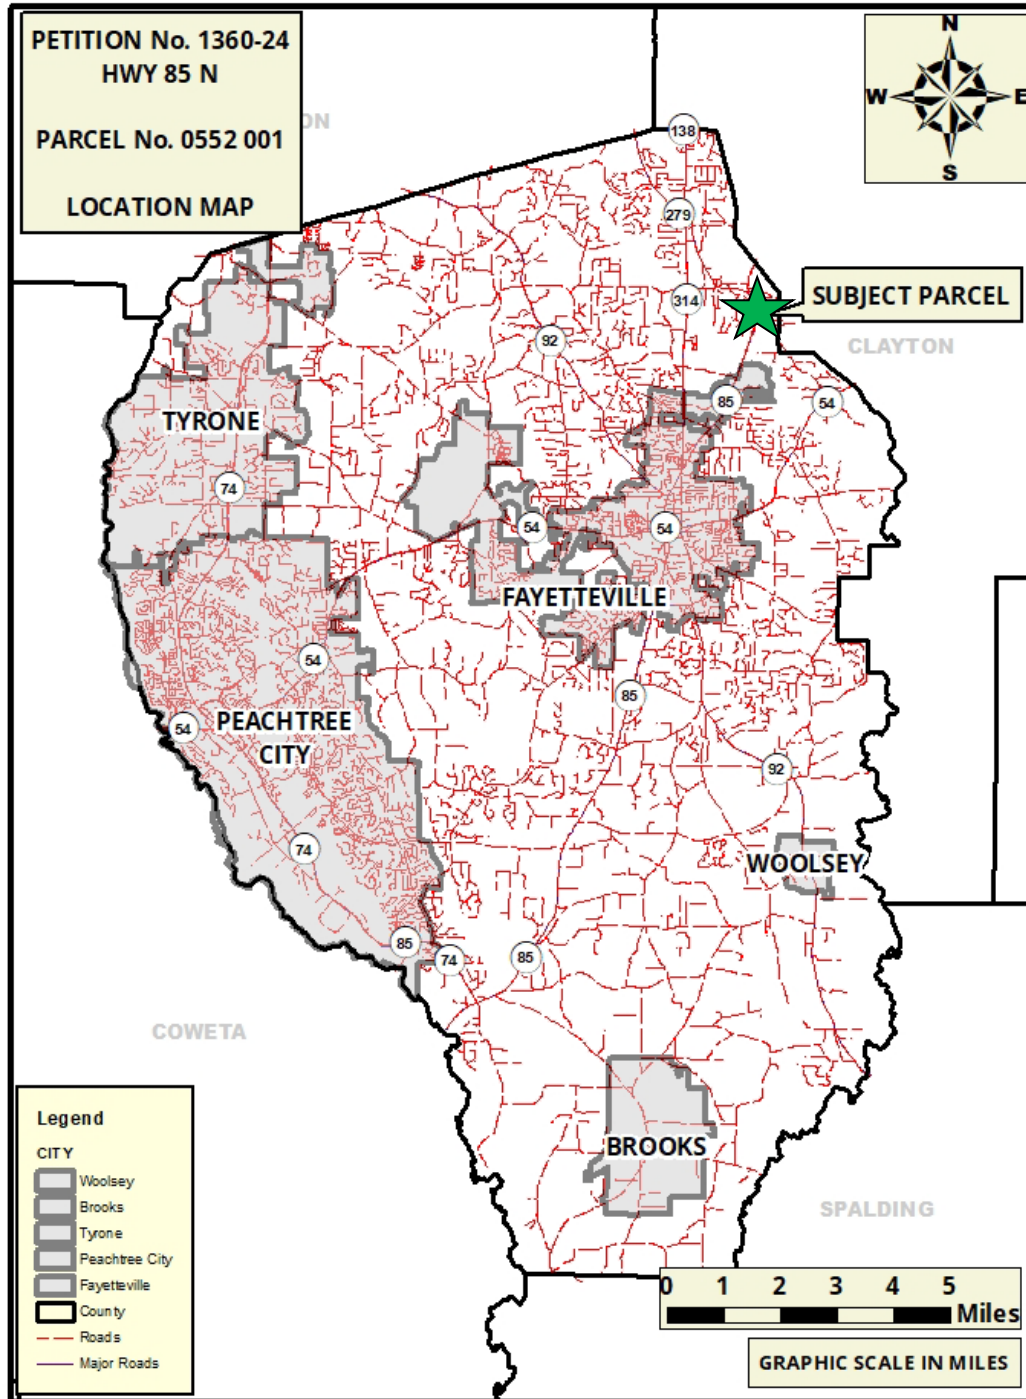 PETITION No. 1360-24
HWY 85 N
PARCEL No. 0552 001
LOCATION MAP
ON
N
W
E
S
138
279
314
SUBJECT PARCEL
CLAYTON
92
85
54
TYRONE
74
54
54
FAYETTEVILLE
54
85
PEACHTREE
CITY
54
92
74
WOOLSEY
85
74
85
COWETA
BROOKS
SPALDING
Legend
CITY
Woolsey
Brooks
Tyrone
Peachtree City
Fayetteville
County
Roads
Major Roads
0 1 2 3 4 5
Miles
GRAPHIC SCALE IN MILES